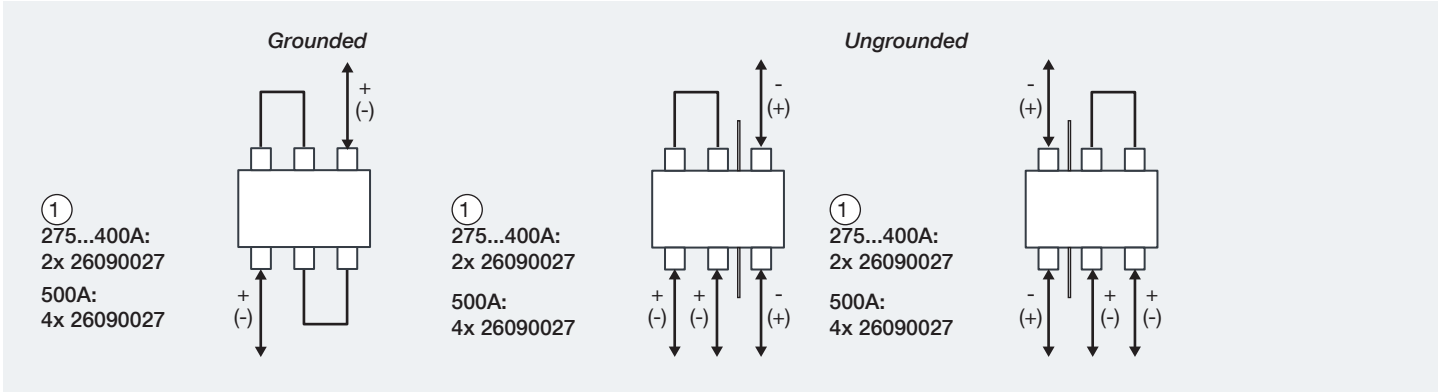 Grounded
Ungrounded
+
(-)
-
(+)
-
(+)
1
275...400A:
2x 26090027
500A:
4x 26090027
+
(-)
1
275...400A:
2x 26090027
500A:
4x 26090027
+
(-)
+
(-)
-
(+)
1
275...400A:
2x 26090027
500A:
4x 26090027
-
(+)
+
(-)
+
(-)